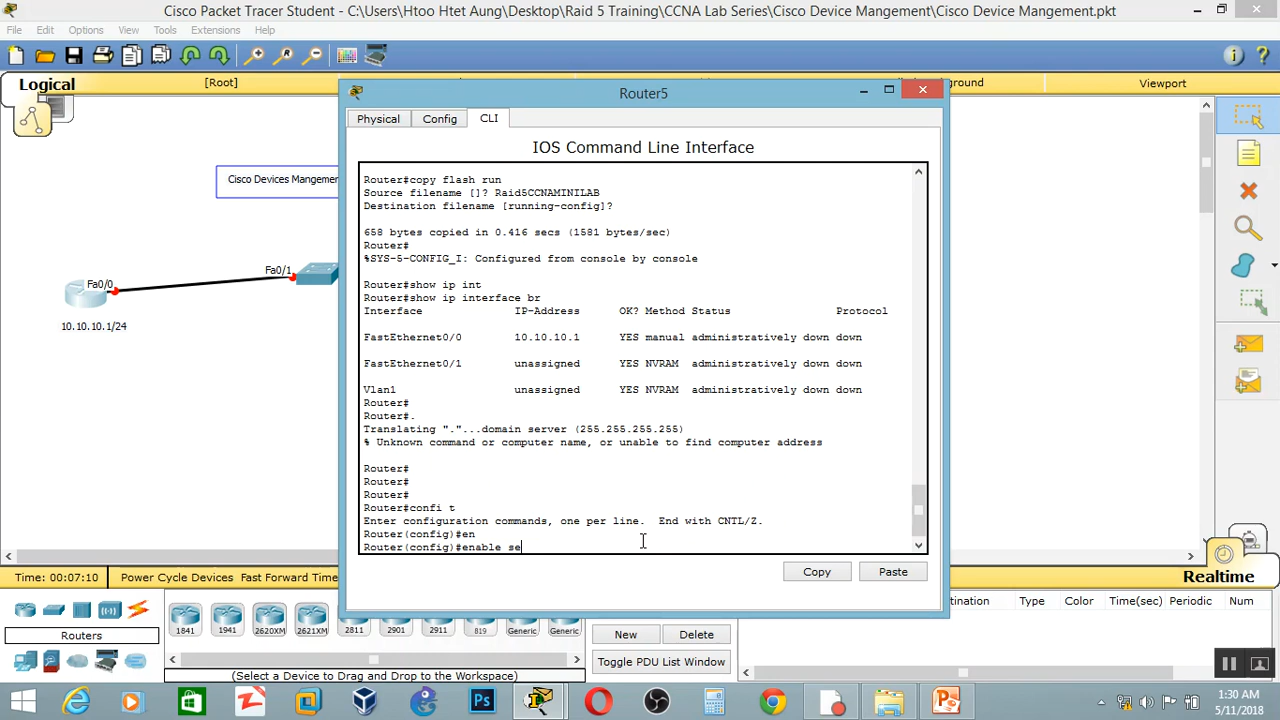 Cisco Packet Tracer Student - C:\Users\Htoo Htet Aung\Desktop\Raid 5 Training\CCNA Lab Series\Cisco Device Mangement\Cisco Device Mangement.pkt
File Edit Options View Tools Extensions Help
Logical [Root] Viewport
Router5
Physical Config CLI
IOS Command Line Interface
Router#copy flash run
Source filename []? Raid5CCNAMINILAB
Destination filename [running-config]?
658 bytes copied in 0.416 secs (1581 bytes/sec)
Router#
%SYS-5-CONFIG_I: Configured from console by console
Router#show ip int
Router#show ip interface br
Interface IP-Address OK? Method Status Protocol
FastEthernet0/0 10.10.10.1 YES manual administratively down down
FastEthernet0/1 unassigned YES NVRAM administratively down down
Vlan1 unassigned YES NVRAM administratively down down
Router#
Router#.
Translating "."...domain server (255.255.255.255)
% Unknown command or computer name, or unable to find computer address
Router#
Router#
Router#
Router#confi t
Enter configuration commands, one per line. End with CNTL/Z.
Router(config)#en
Router(config)#enable se
Copy Paste
Cisco Devices Mangemen
Fa0/1
Fa0/0
10.10.10.1/24
Time: 00:07:10 Power Cycle Devices Fast Forward Time
Realtime
Routers
1841 1941 2620XM 2621XM 2811 2901 2911 819 Generic Generic
(Select a Device to Drag and Drop to the Workspace)
New Delete
Toggle PDU List Window
Type Color Time(sec) Periodic Num
1:30 AM
5/11/2018